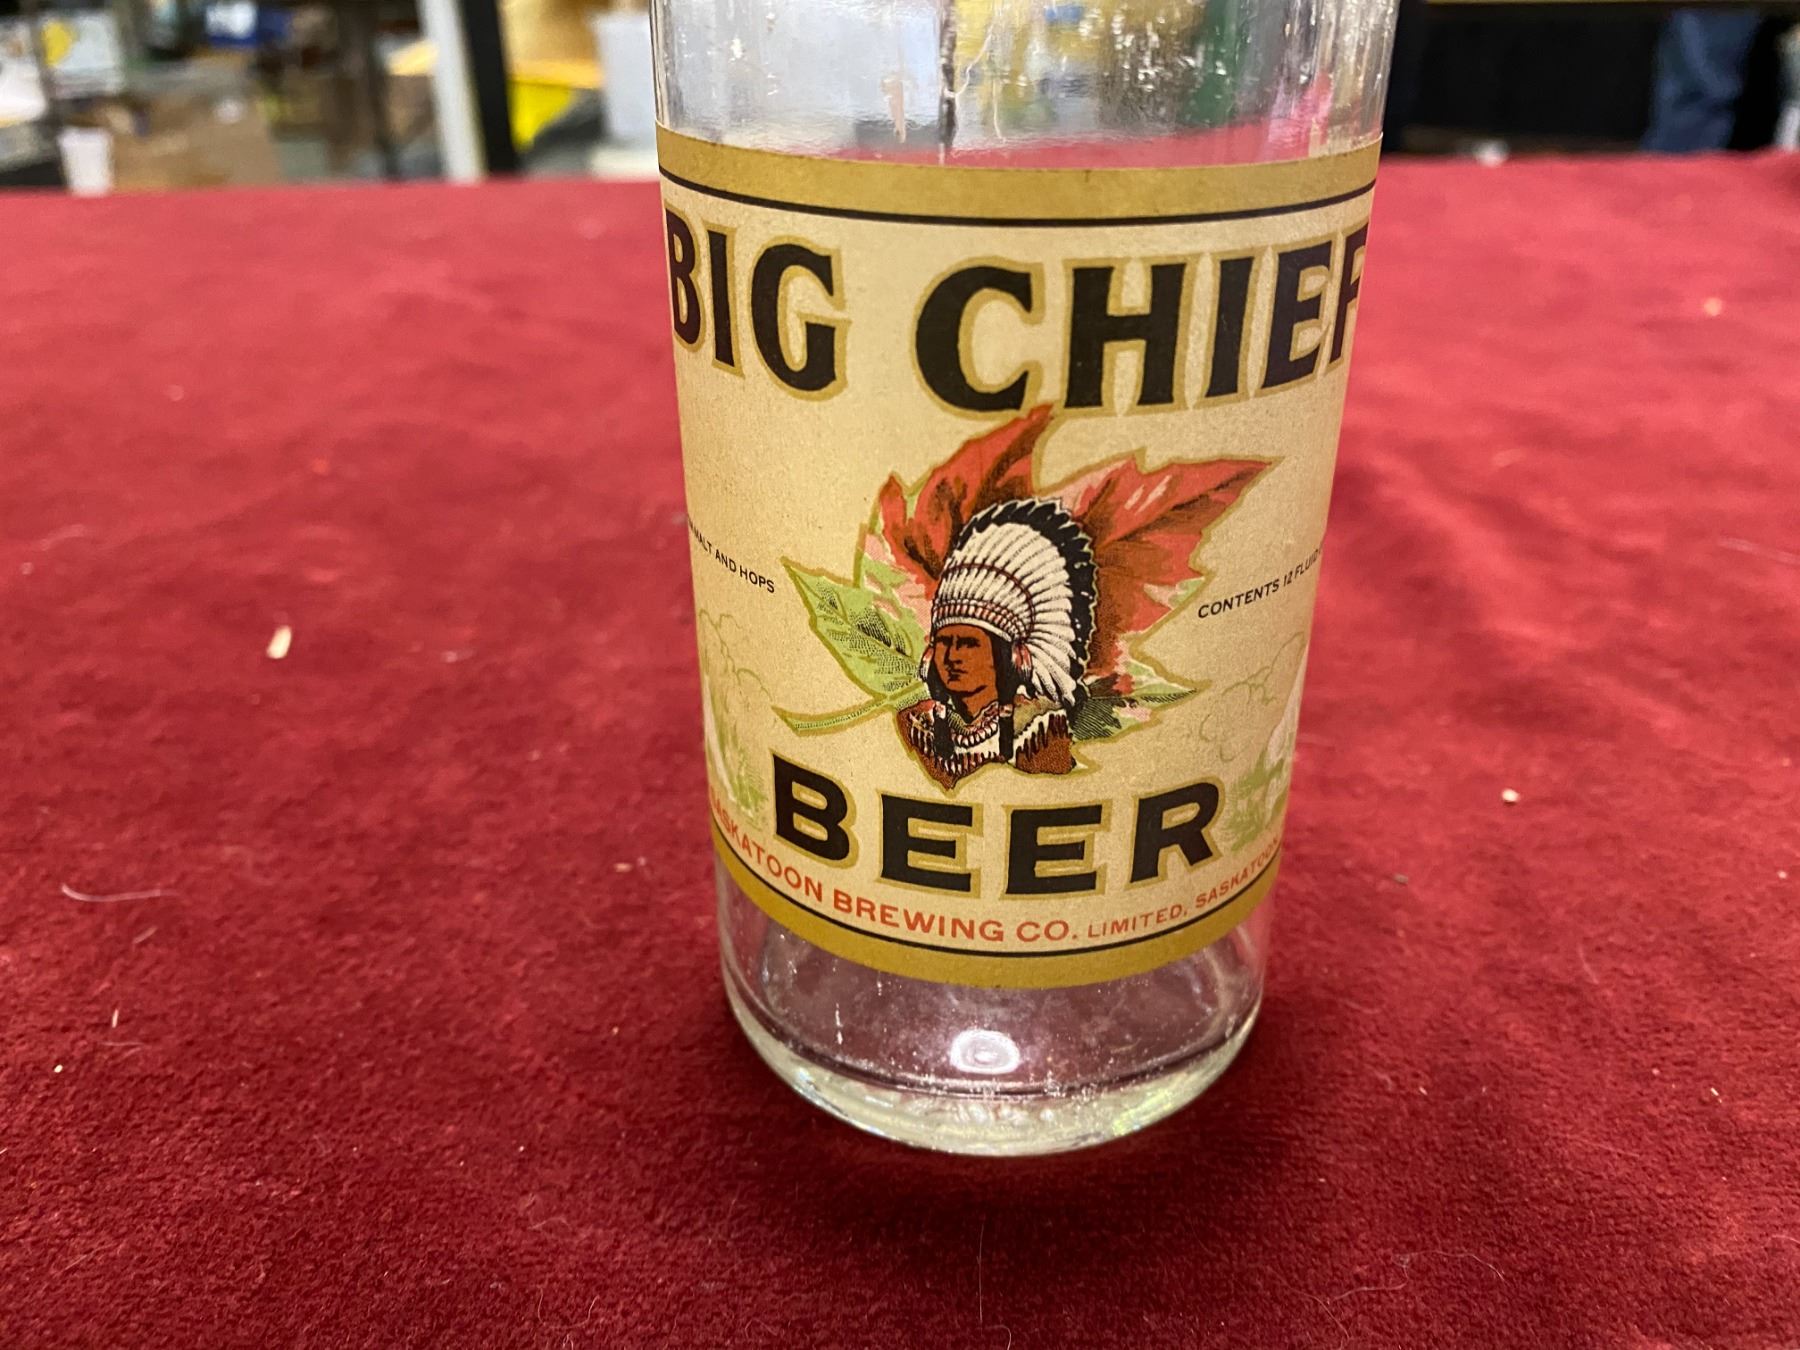 BIG CHIEF
MALT AND HOPS
CONTENTS 12 FLUID
BEER
SASKATOON BREWING CO. LIMITED, SASKATOON